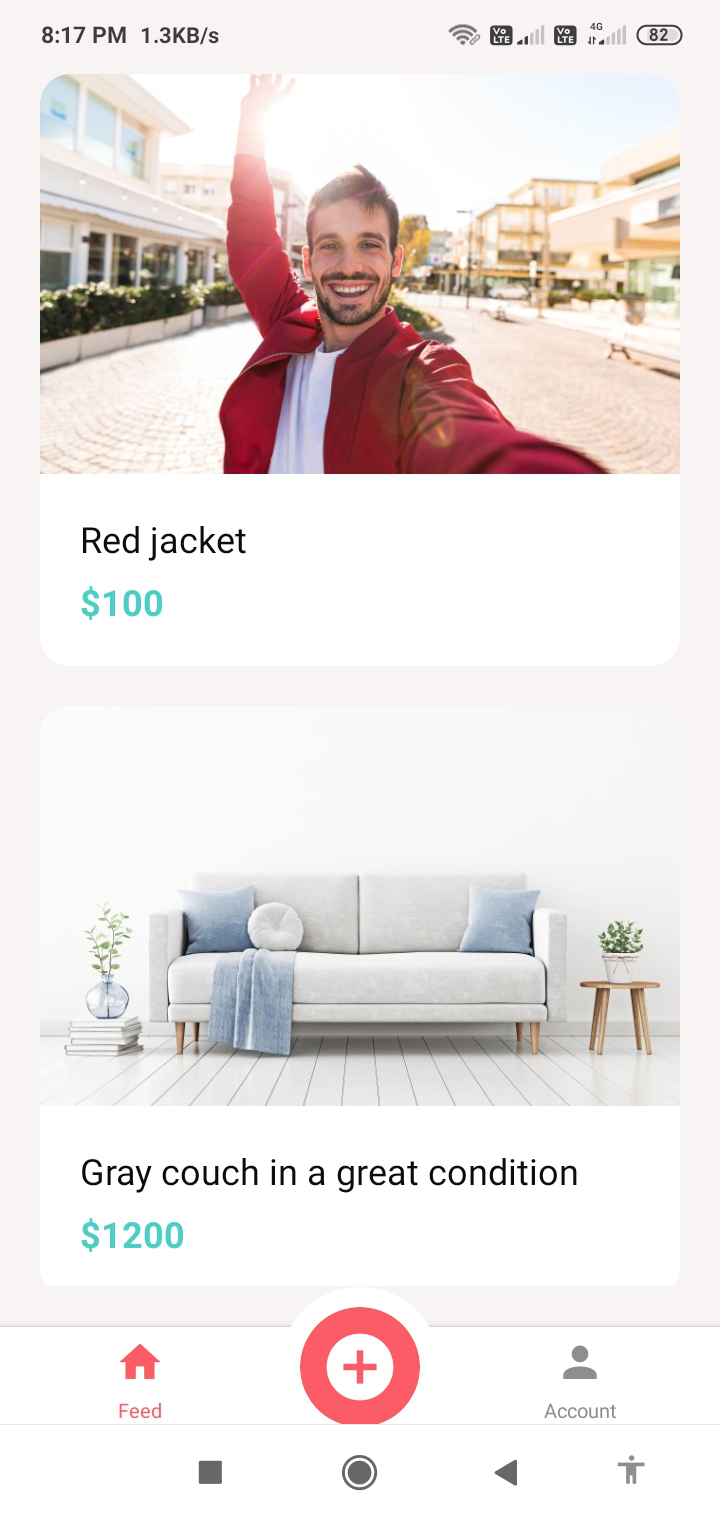 8:17 PM 1.3KB/s Vo LTE Vo LTE 4G 82
Red jacket
$100
Gray couch in a great condition
$1200
Feed
Account